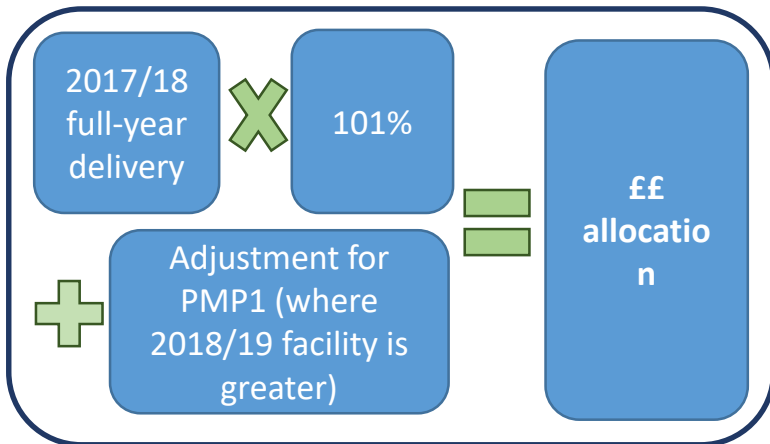 2017/18
full-year
delivery
101%
Adjustment for
PMP1 (where
2018/19 facility is
greater)
££
allocatio
n